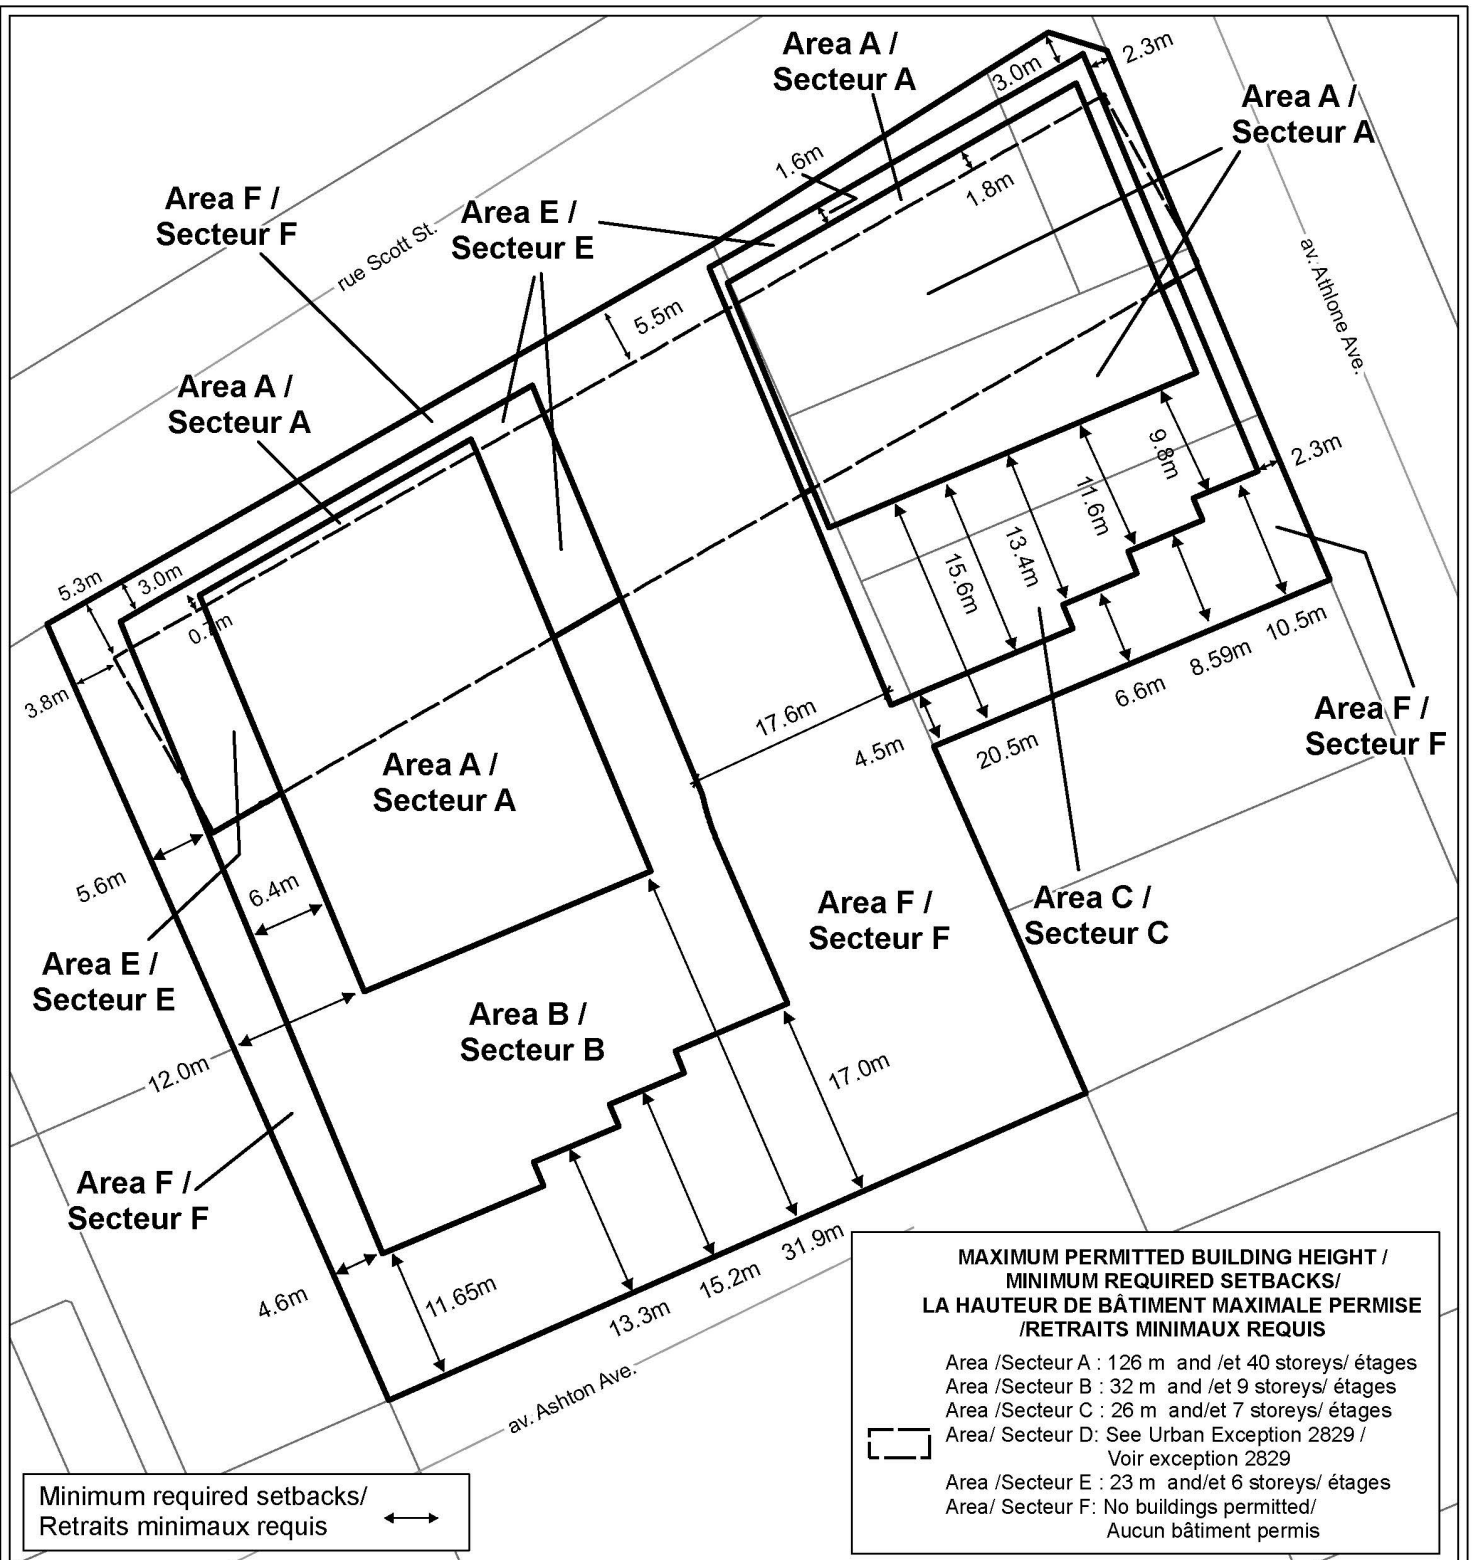 Area A /
Secteur A
3.0m
2.3m
Area A /
Secteur A
1.6m
1.8m
Area F /
Secteur F
Area E /
Secteur E
rue Scott St.
5.5m
av. Athlone Ave.
Area A /
Secteur A
9.8m
2.3m
11.6m
13.4m
15.6m
5.3m
3.0m
0.7m
3.8m
10.5m
8.59m
6.6m
17.6m
4.5m
20.5m
Area F /
Secteur F
Area A /
Secteur A
5.6m
6.4m
Area F /
Secteur F
Area C /
Secteur C
Area E /
Secteur E
Area B /
Secteur B
12.0m
17.0m
Area F /
Secteur F
4.6m
11.65m
13.3m
15.2m
31.9m
av. Ashton Ave.
MAXIMUM PERMITTED BUILDING HEIGHT /
MINIMUM REQUIRED SETBACKS/
LA HAUTEUR DE BÂTIMENT MAXIMALE PERMISE
/RETRAITS MINIMAUX REQUIS
Area /Secteur A : 126 m and /et 40 storeys/ étages
Area /Secteur B : 32 m and /et 9 storeys/ étages
Area /Secteur C : 26 m and/et 7 storeys/ étages
Area/ Secteur D: See Urban Exception 2829 /
Voir exception 2829
Area /Secteur E : 23 m and/et 6 storeys/ étages
Area/ Secteur F: No buildings permitted/
Aucun bâtiment permis
Minimum required setbacks/
Retraits minimaux requis